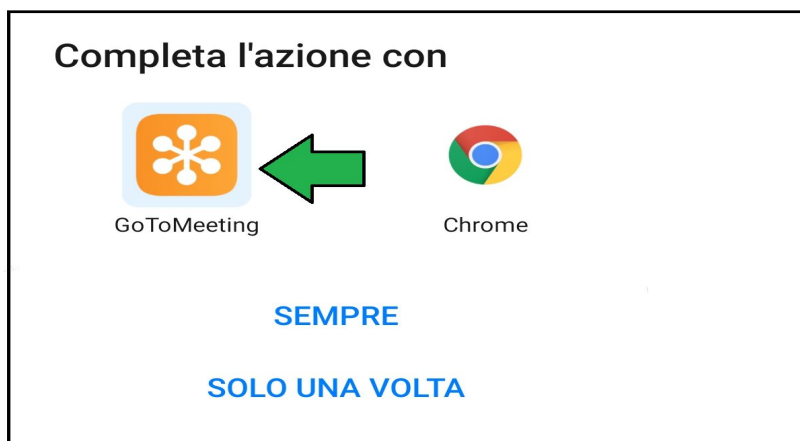 Completa l'azione con
GoToMeeting
Chrome
SEMPRE
SOLO UNA VOLTA